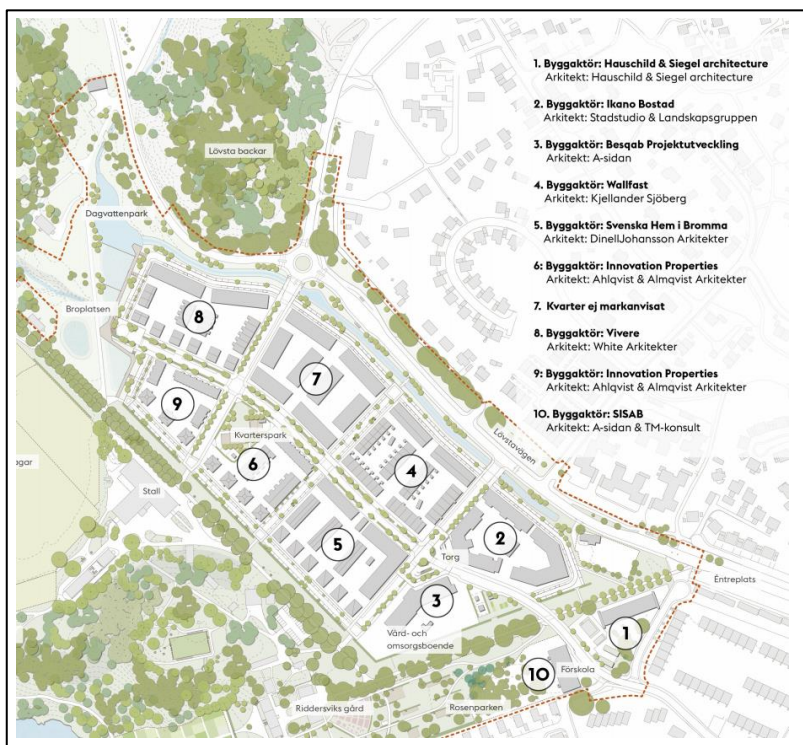 1. Byggaktör: Hauschild & Siegel architecture
Arkitekt: Hauschild & Siegel architecture
2. Byggaktör: Ikano Bostad
Arkitekt: Stadstudio & Landskapsgruppen
3. Byggaktör: Besqab Projektutveckling
Arkitekt: A-sidan
4. Byggaktör: Wallfast
Arkitekt: Kjellander Sjöberg
5. Byggaktör: Svenska Hem i Bromma
Arkitekt: DinellJohansson Arkitekter
6: Byggaktör: Innovation Properties
Arkitekt: Ahlqvist & Almqvist Arkitekter
7. Kvarter ej markanvisat
8. Byggaktör: Vivere
Arkitekt: White Arkitekter
9: Byggaktör: Innovation Properties
Arkitekt: Ahlqvist & Almqvist Arkitekter
10. Byggaktör: SISAB
Arkitekt: A-sidan & TM-konsult
Lövsta backar
Dagvattenpark
Broplatsen
8
7
9
Kvarterspark
Lövstavägen
6
4
agar
Stall
5
2
Torg
Éntreplats
3
Vård- och
omsorgsboende
1
10
Förskola
Riddersviks gård
Rosenparken